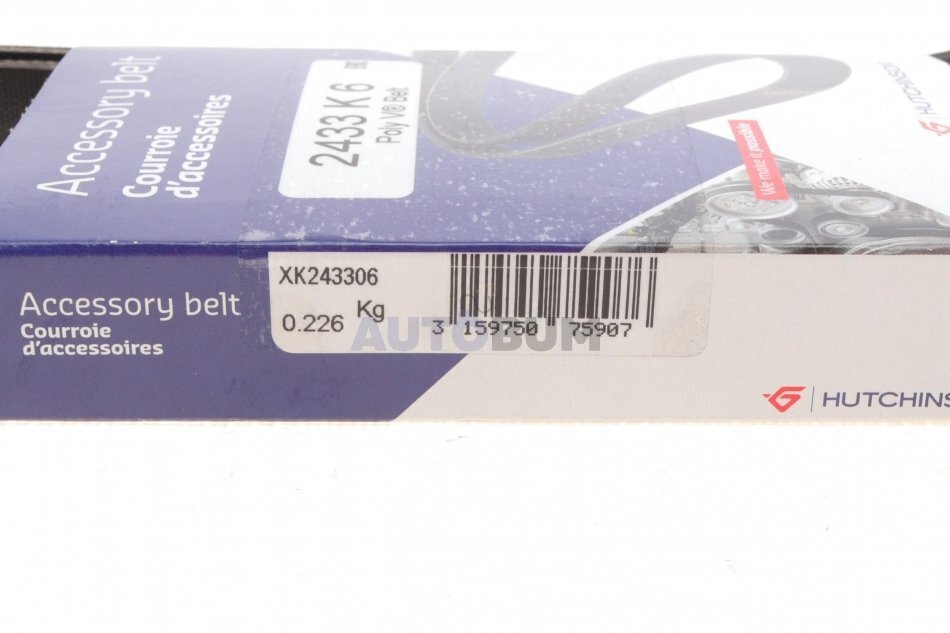 Accessory belt
Courroie
d'accessoires
2433 K 6
Poly V® Belt
We make it possible
HUTCHINSON
XK243306
0.226 Kg
3 159750 75907
AUTOBUM
Accessory belt
Courroie
d'accessoires
HUTCHINS